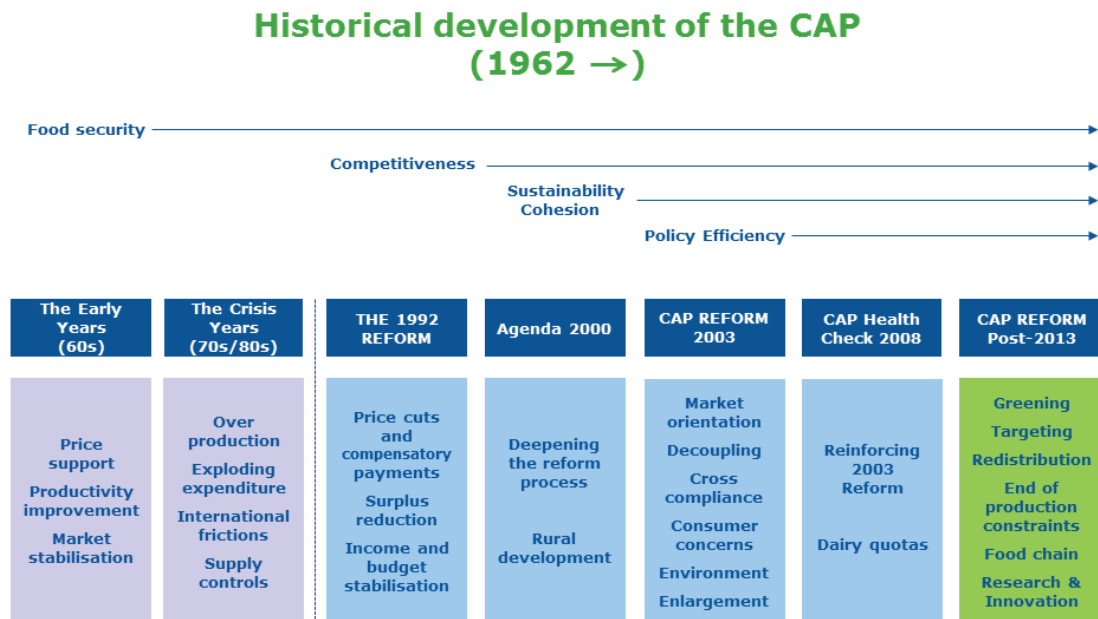 Historical development of the CAP
(1962 →)
Food security
Competitiveness
Sustainability
Cohesion
Policy Efficiency
The Early
Years
(60s)
The Crisis
Years
(70s/80s)
THE 1992
REFORM
Agenda 2000
CAP REFORM
2003
CAP Health
Check 2008
CAP REFORM
Post-2013
Price
support
Productivity
improvement
Market
stabilisation
Over
production
Exploding
expenditure
International
frictions
Supply
controls
Price cuts
and
compensatory
payments
Surplus
reduction
Income and
budget
stabilisation
Deepening
the reform
process
Rural
development
Market
orientation
Decoupling
Cross
compliance
Consumer
concerns
Environment
Enlargement
Reinforcing
2003
Reform
Dairy quotas
Greening
Targeting
Redistribution
End of
production
constraints
Food chain
Research &
Innovation